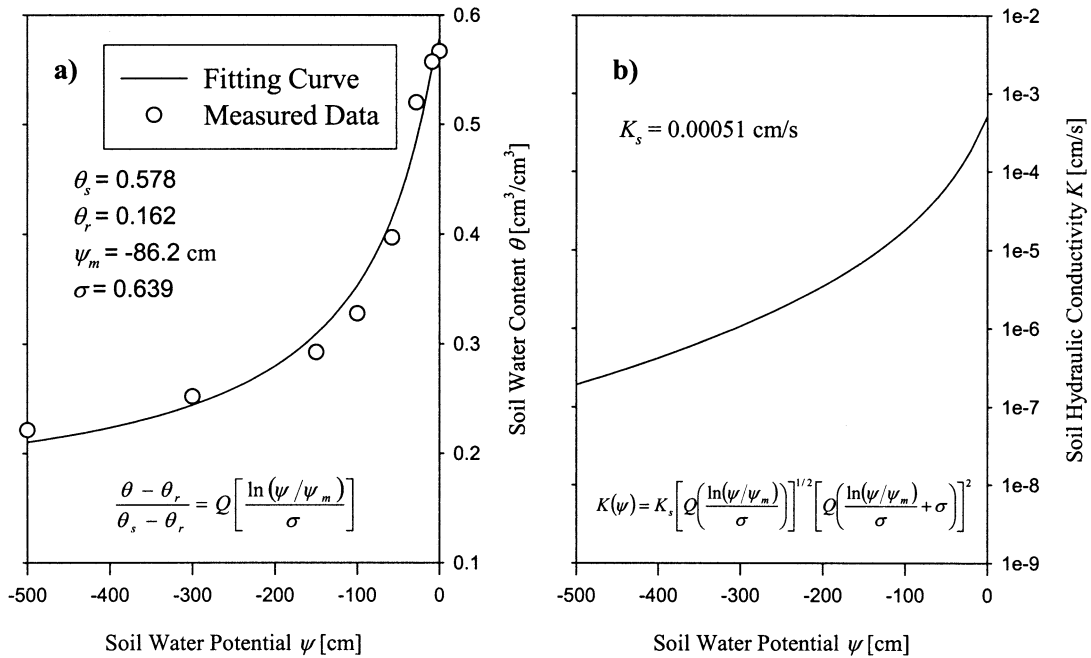 a)
Fitting Curve
Measured Data
θs = 0.578
θr = 0.162
ψm = -86.2 cm
σ = 0.639
(θ − θr)/(θs − θr) = Q[ln(ψ/ψm)/σ]
0.6
0.5
0.4
0.3
0.2
0.1
Soil Water Content θ [cm³/cm³]
-500 -400 -300 -200 -100 0
Soil Water Potential ψ [cm]
b)
Ks = 0.00051 cm/s
K(ψ) = Ks[Q(ln(ψ/ψm)/σ)]^1/2 [Q(ln(ψ/ψm)/σ + σ)]^2
1e-2
1e-3
1e-4
1e-5
1e-6
1e-7
1e-8
1e-9
Soil Hydraulic Conductivity K [cm/s]
-500 -400 -300 -200 -100 0
Soil Water Potential ψ [cm]